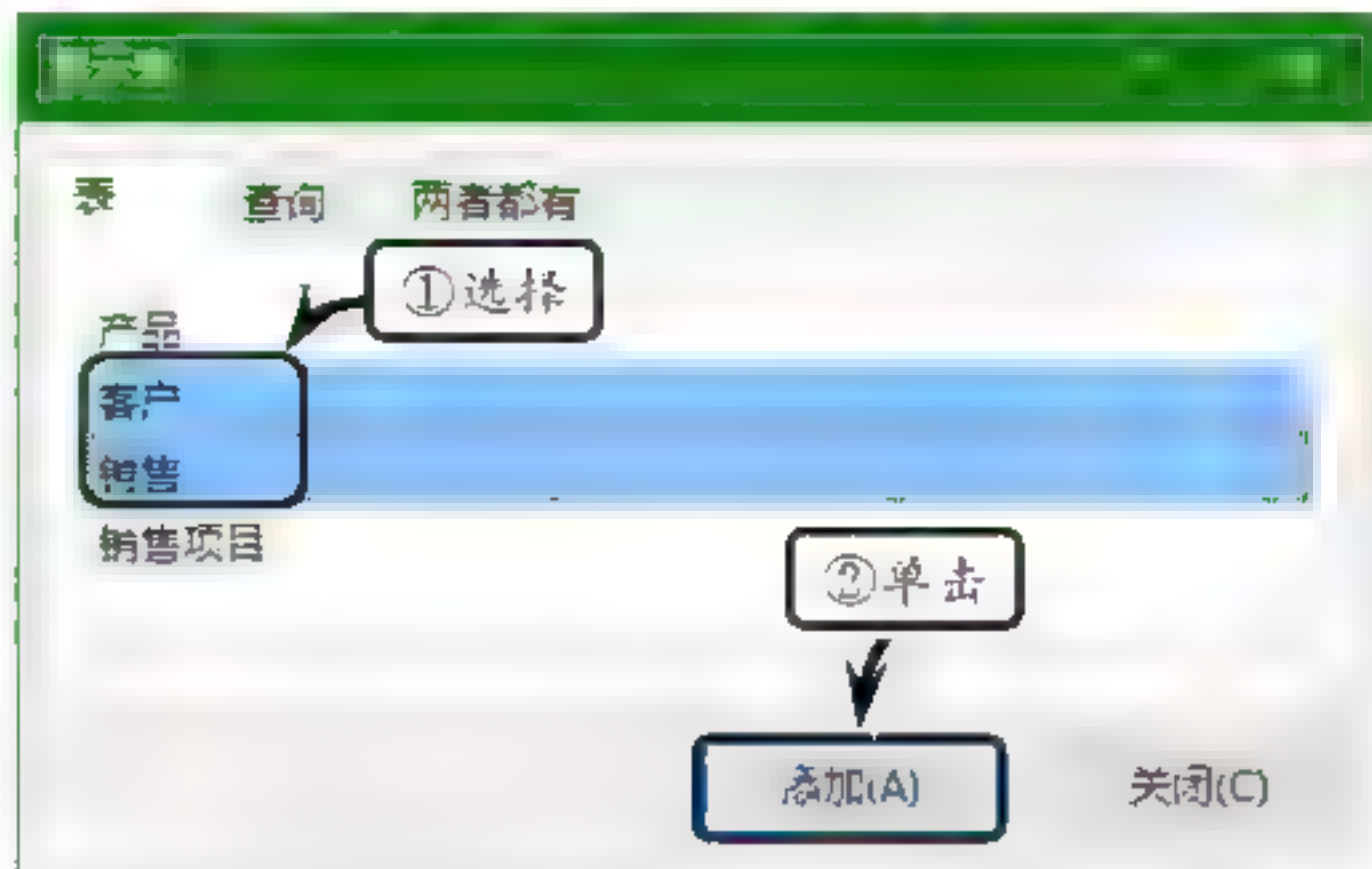 表 查询 两者都有
①选择
产品
客户
销售
销售项目
②单击
添加(A) 关闭(C)